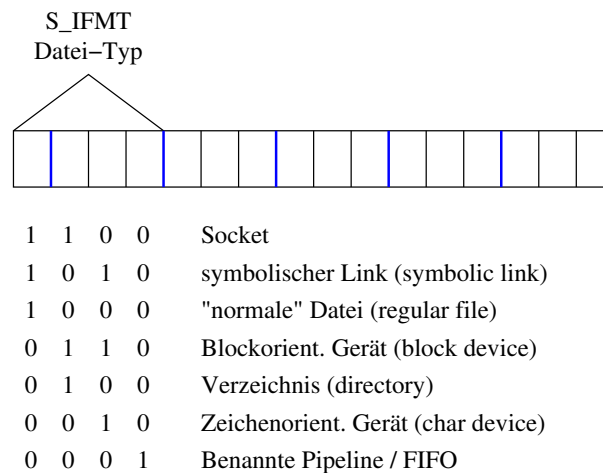 S_IFMT
Datei−Typ
1 1 0 0 Socket
1 0 1 0 symbolischer Link (symbolic link)
1 0 0 0 "normale" Datei (regular file)
0 1 1 0 Blockorient. Gerät (block device)
0 1 0 0 Verzeichnis (directory)
0 0 1 0 Zeichenorient. Gerät (char device)
0 0 0 1 Benannte Pipeline / FIFO